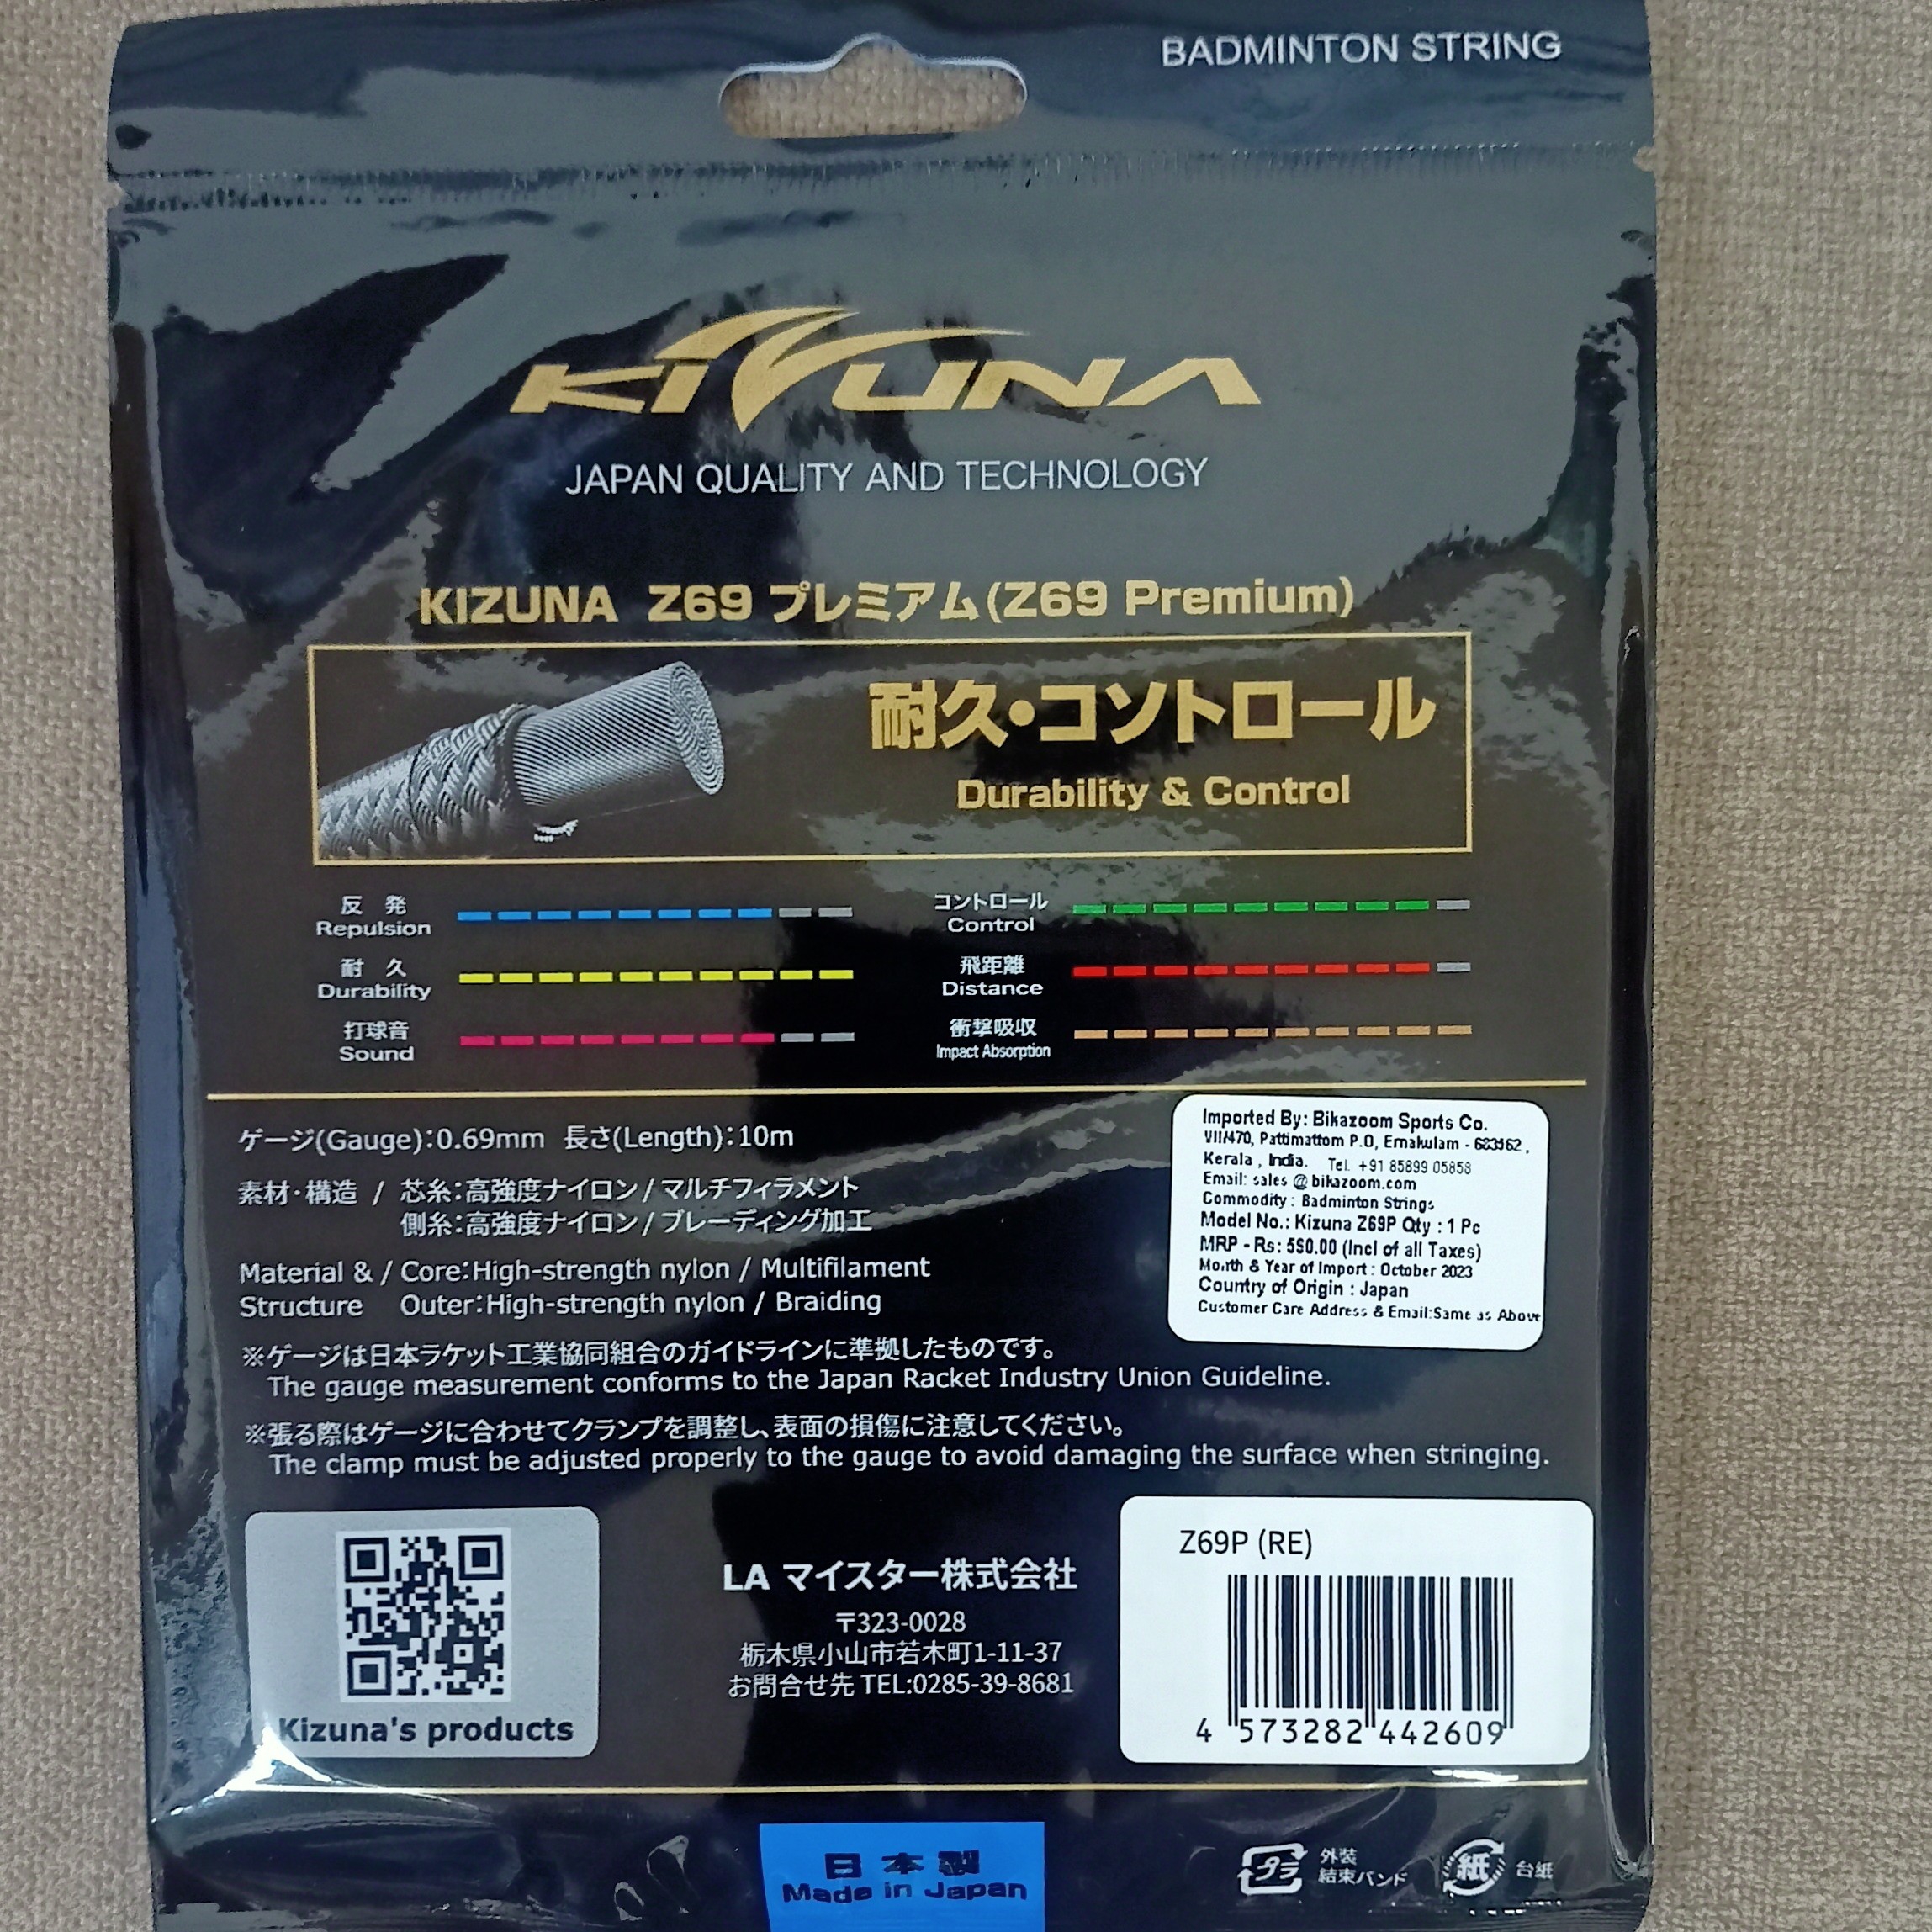 BADMINTON STRING
KIZUNA
JAPAN QUALITY AND TECHNOLOGY
KIZUNA Z69 プレミアム(Z69 Premium)
耐久・コントロール
Durability & Control
反 発
Repulsion
コントロール
Control
耐 久
Durability
飛距離
Distance
打球音
Sound
衝撃吸収
Impact Absorption
ゲージ(Gauge):0.69mm 長さ(Length):10m
素材・構造 / 芯糸:高強度ナイロン/マルチフィラメント
側糸:高強度ナイロン/ブレーディング加工
Material & / Core:High-strength nylon / Multifilament
Structure Outer:High-strength nylon / Braiding
Imported By: Bikazoom Sports Co.
VII/470, Pattimattom P.O, Ernakulam - 683562,
Kerala, India. Tel. +91 85899 05858
Email: sales @ bikazoom.com
Commodity : Badminton Strings
Model No.: Kizuna Z69P Qty : 1 Pc
MRP - Rs: 590.00 (Incl of all Taxes)
Month & Year of Import : October 2023
Country of Origin : Japan
Customer Care Address & Email:Same as Above
※ゲージは日本ラケット工業協同組合のガイドラインに準拠したものです。
The gauge measurement conforms to the Japan Racket Industry Union Guideline.
※張る際はゲージに合わせてクランプを調整し、表面の損傷に注意してください。
The clamp must be adjusted properly to the gauge to avoid damaging the surface when stringing.
Kizuna's products
LA マイスター株式会社
〒323-0028
栃木県小山市若木町1-11-37
お問合せ先 TEL:0285-39-8681
Z69P (RE)
4 573282 442609
日本製
Made in Japan
プラ
外装
結束バンド
紙
台紙